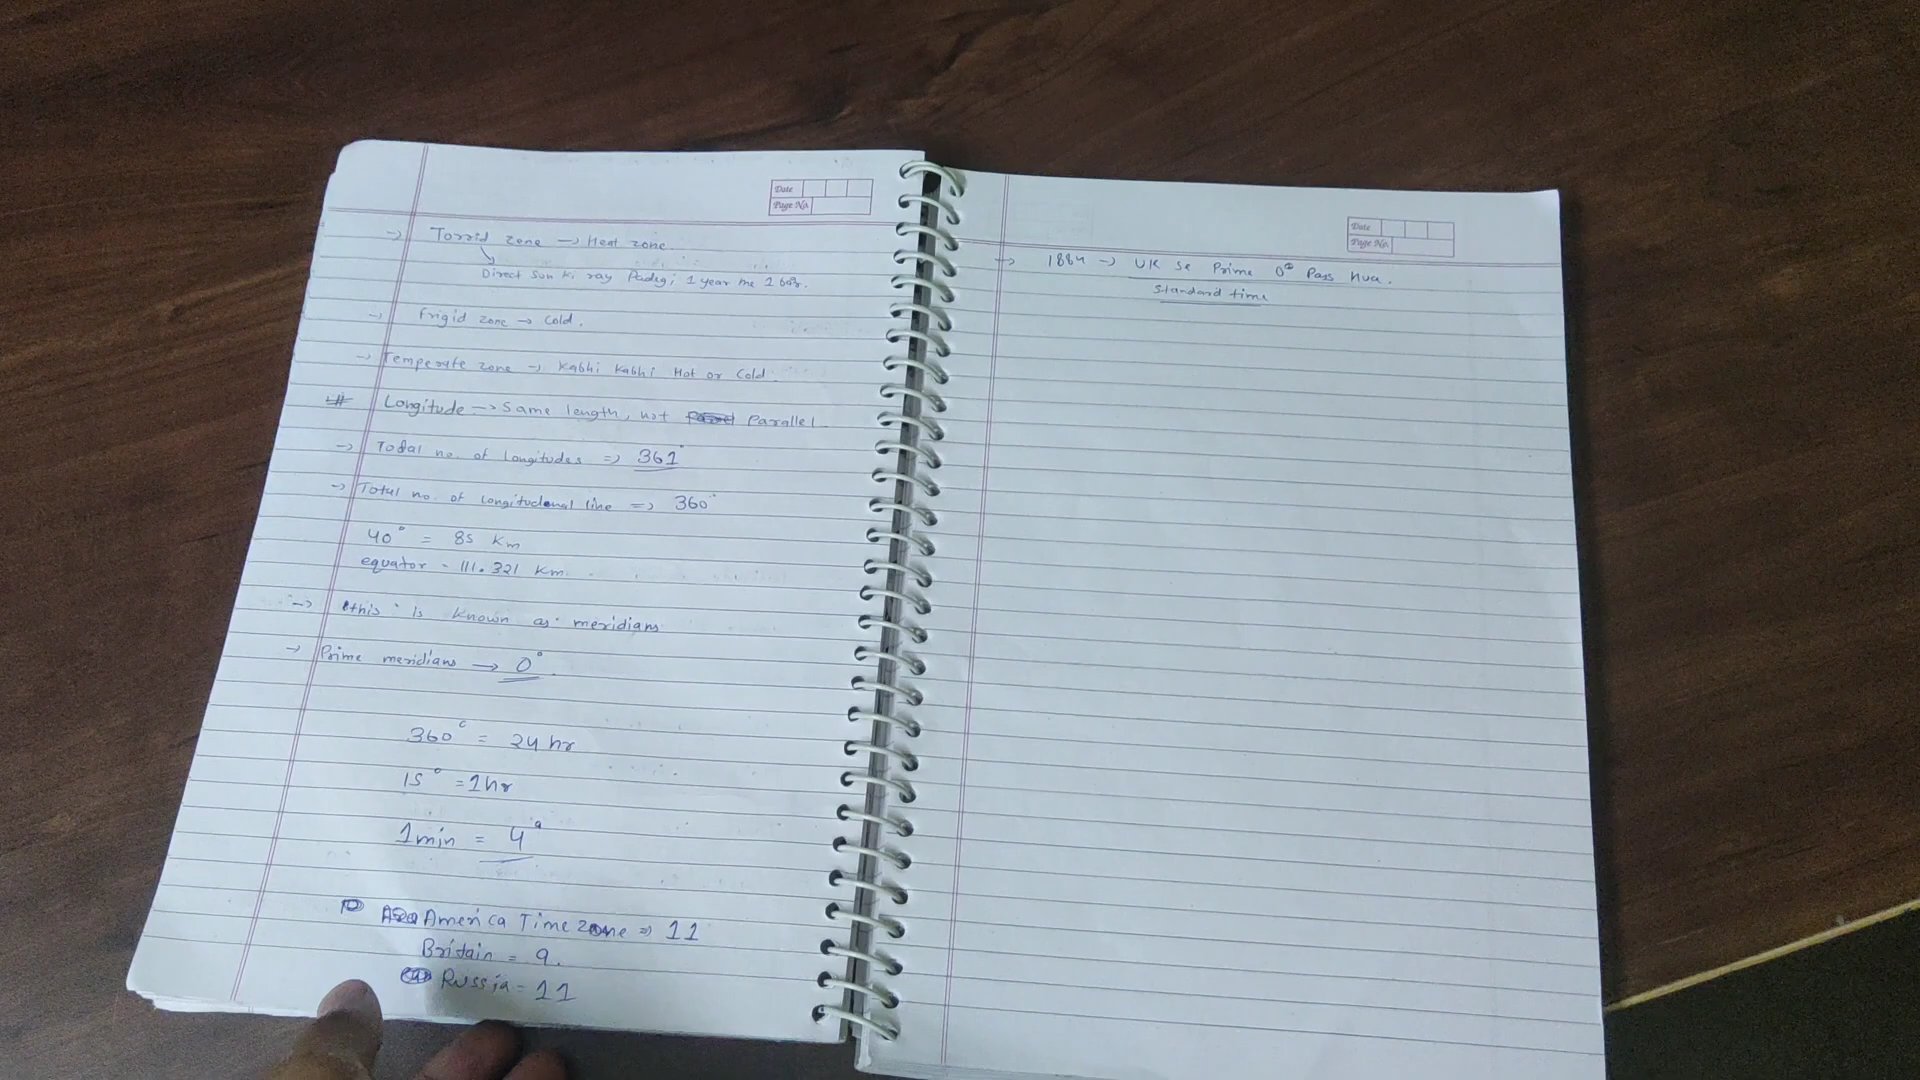 Date
Page No.
→ Torrid zone → Heat zone.
Direct Sun ki ray Padegi 1 year me 1 bar.
→ Frigid zone → Cold.
→ Temperate zone → Kabhi Kabhi Hot or Cold.
# Longitude → Same length, not Parallel.
→ Todal no. of Longitudes => 361°
→ Total no. of Longitudenal line => 360°
40° = 85 Km
equator - 111.321 Km.
→ this is known as meridians
→ Prime meridians → 0°.
360° = 24 hr
15° = 1hr
1min = 4°
America Time Zone => 11
Britain = 9.
Russia = 11
Date
Page No.
→ 1884 → UK se Prime 0° Pass hua.
Standard time